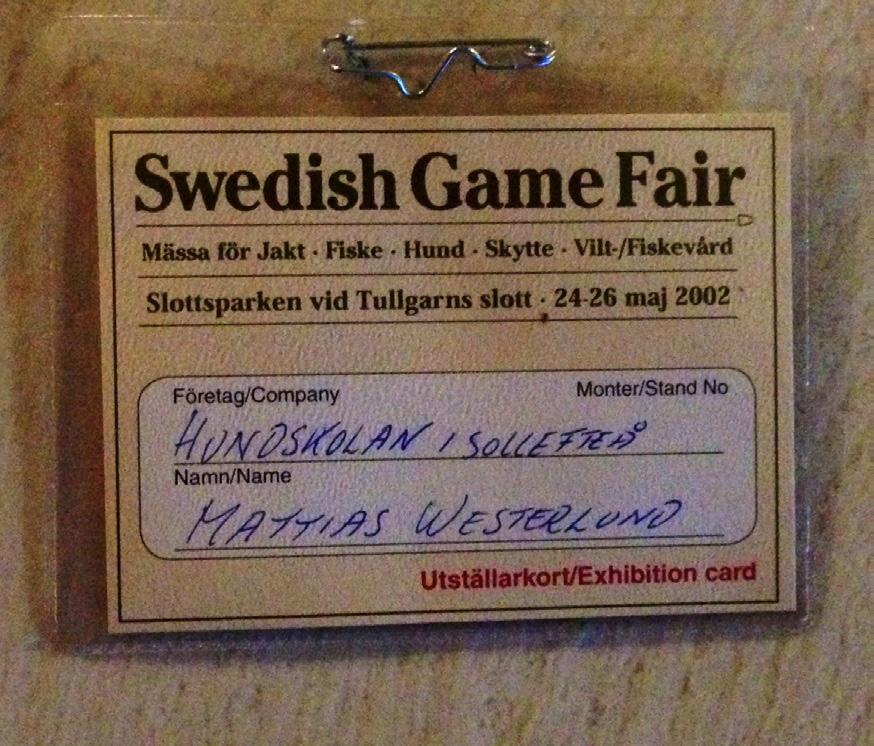 Swedish Game Fair
Mässa för Jakt · Fiske · Hund · Skytte · Vilt-/Fiskevård
Slottsparken vid Tullgarns slott · 24-26 maj 2002
Företag/Company Monter/Stand No
HUNDSKOLAN I SOLLEFTEÅ
Namn/Name
MATTIAS WESTERLUND
Utställarkort/Exhibition card